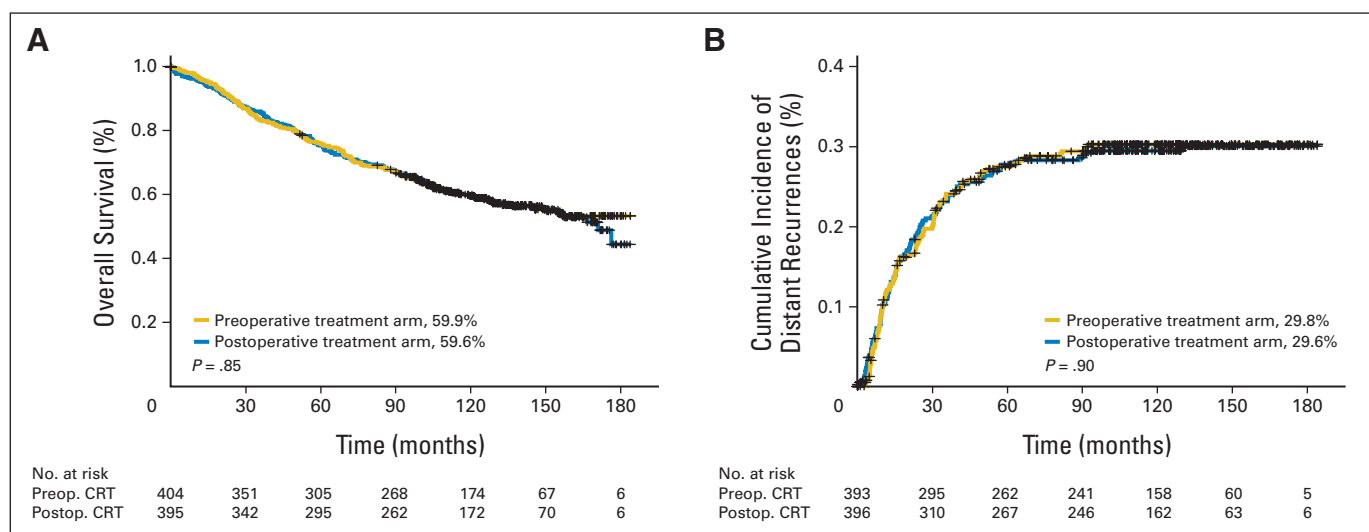 A
1.0
0.8
0.6
0.4
0.2
Overall Survival (%)
Preoperative treatment arm, 59.9%
Postoperative treatment arm, 59.6%
P = .85
0 30 60 90 120 150 180
Time (months)
No. at risk
Preop. CRT 404 351 305 268 174 67 6
Postop. CRT 395 342 295 262 172 70 6
B
0.4
0.3
0.2
0.1
Cumulative Incidence of
Distant Recurrences (%)
Preoperative treatment arm, 29.8%
Postoperative treatment arm, 29.6%
P = .90
0 30 60 90 120 150 180
Time (months)
No. at risk
Preop. CRT 393 295 262 241 158 60 5
Postop. CRT 396 310 267 246 162 63 6